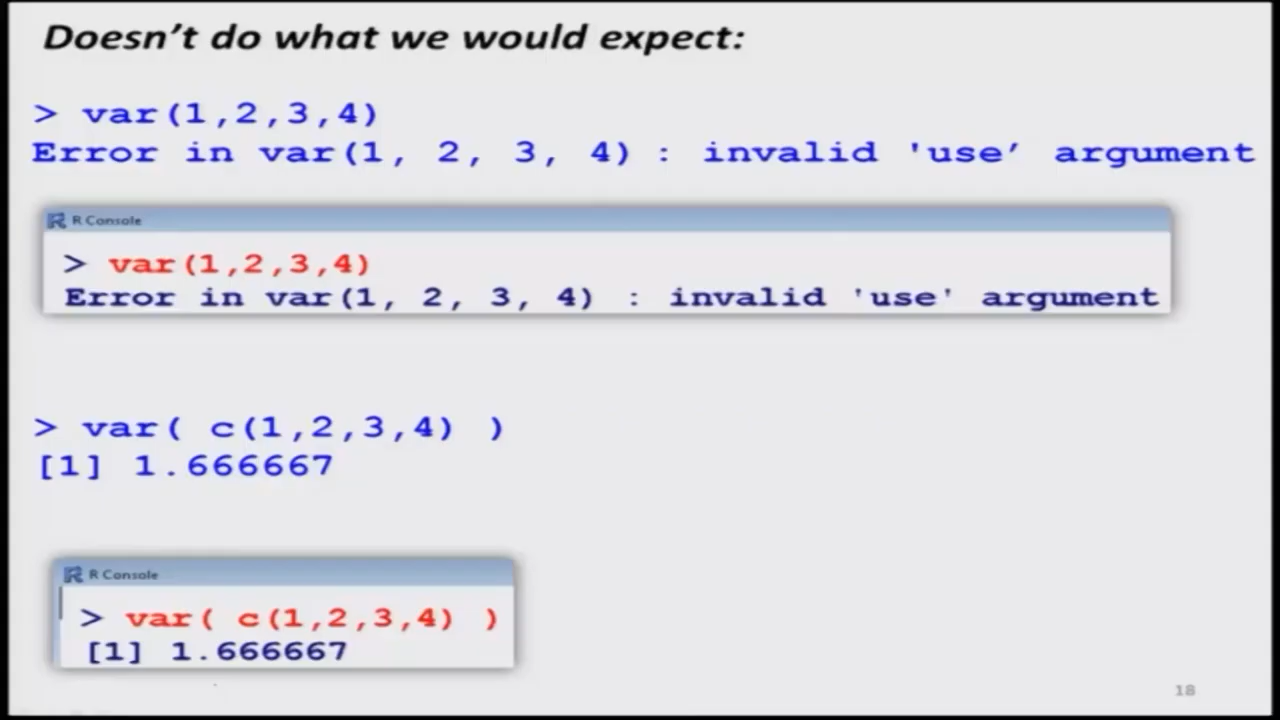 Doesn’t do what we would expect:
> var(1,2,3,4)
Error in var(1, 2, 3, 4) : invalid 'use’ argument
R Console
> var(1,2,3,4)
Error in var(1, 2, 3, 4) : invalid 'use' argument
> var( c(1,2,3,4) )
[1] 1.666667
R Console
> var( c(1,2,3,4) )
[1] 1.666667
18